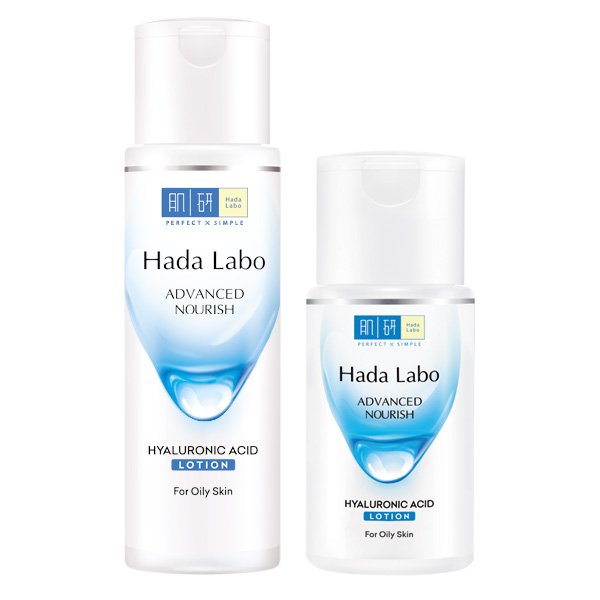 肌 研 Hada
Labo
PERFECT X SIMPLE
Hada Labo
ADVANCED
NOURISH
HYALURONIC ACID
LOTION
For Oily Skin
肌 研 Hada
Labo
PERFECT X SIMPLE
Hada Labo
ADVANCED
NOURISH
HYALURONIC ACID
LOTION
For Oily Skin